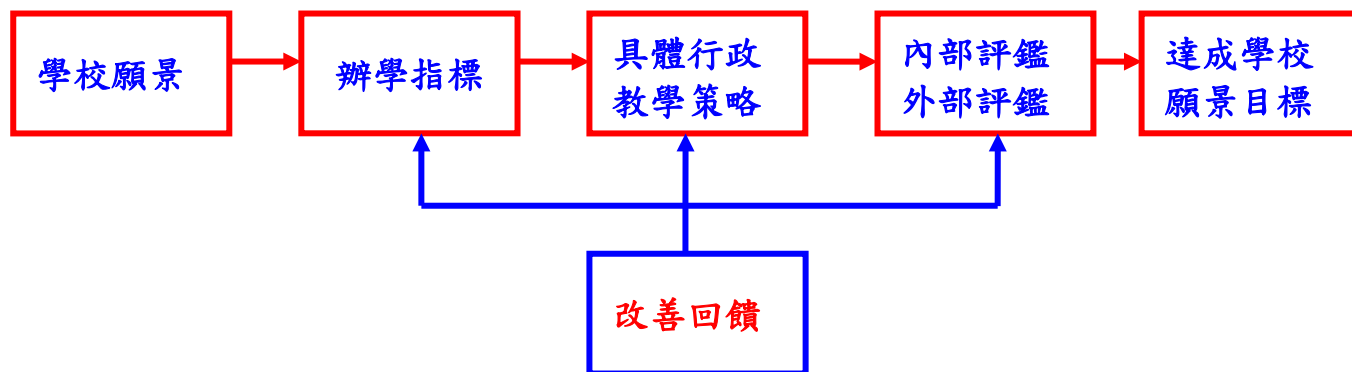 學校願景
辦學指標
具體行政
教學策略
內部評鑑
外部評鑑
達成學校
願景目標
改善回饋